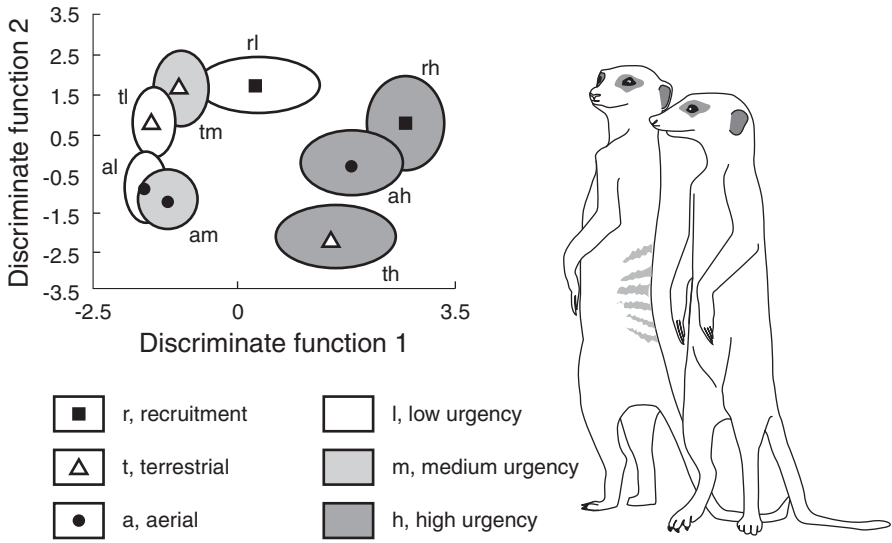 Discriminate function 2
3.5
2.5
1.5
0.5
-0.5
-1.5
-2.5
-3.5
-2.5
0
3.5
Discriminate function 1
rl
rh
tl
tm
al
ah
am
th
r, recruitment
l, low urgency
t, terrestrial
m, medium urgency
a, aerial
h, high urgency